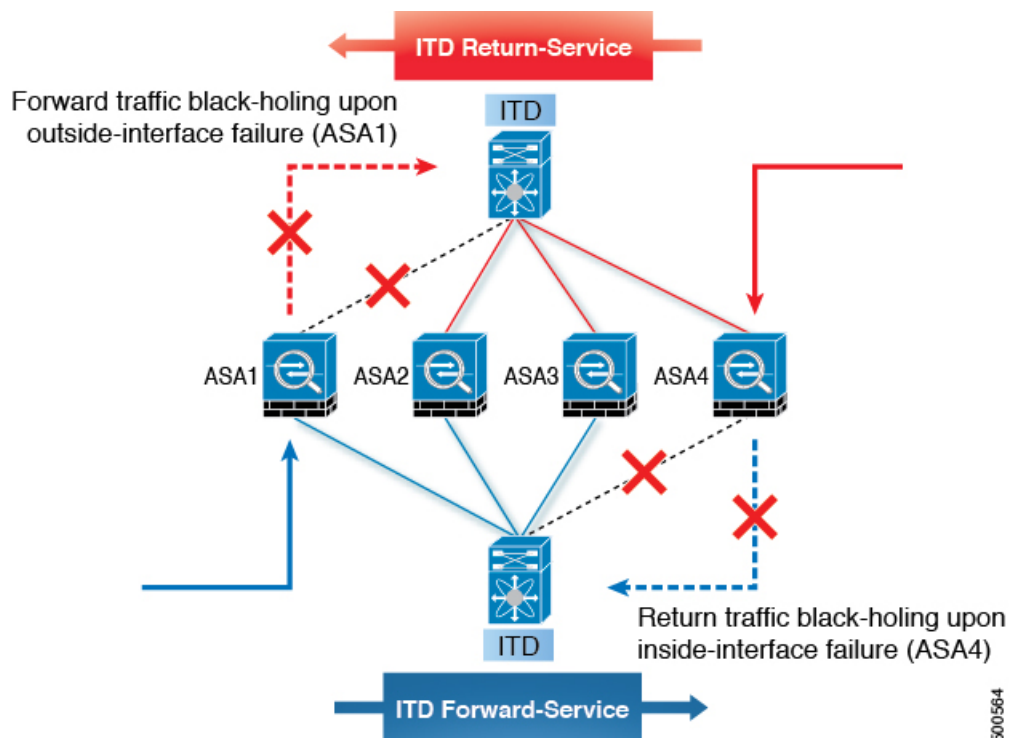 ITD Return-Service
Forward traffic black-holing upon
outside-interface failure (ASA1)
ITD
ASA1
ASA2
ASA3
ASA4
ITD
Return traffic black-holing upon
inside-interface failure (ASA4)
ITD Forward-Service
500564